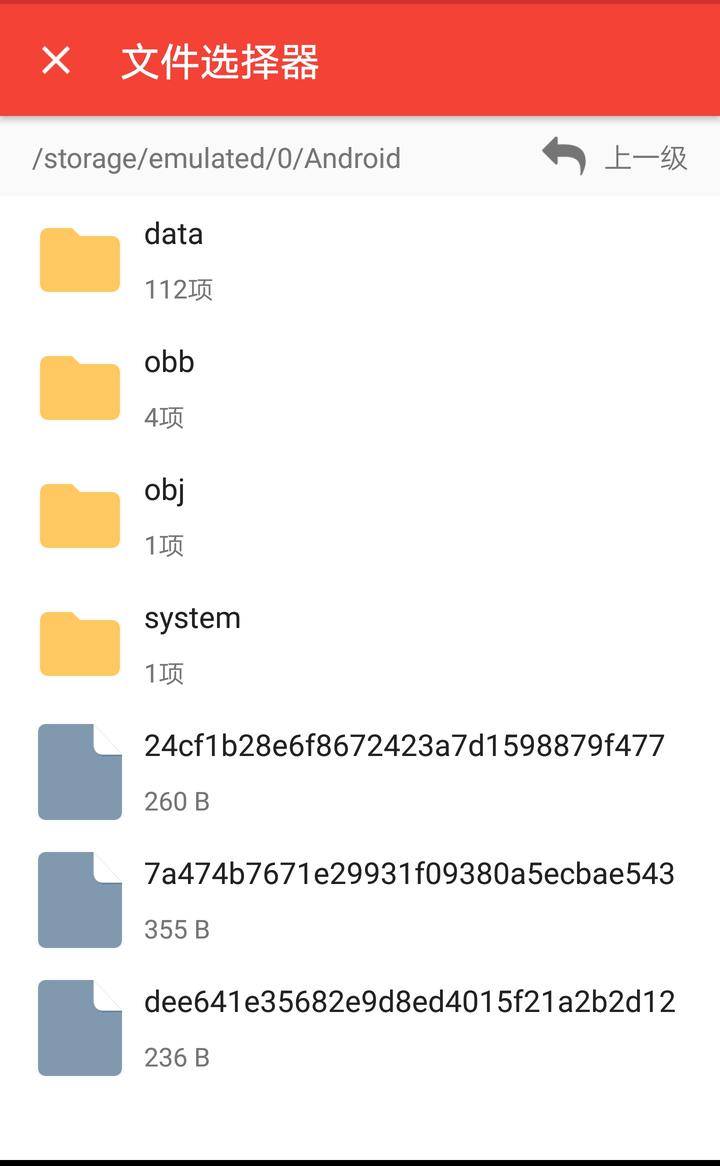 文件选择器
/storage/emulated/0/Android
上一级
data
112项
obb
4项
obj
1项
system
1项
24cf1b28e6f8672423a7d1598879f477
260 B
7a474b7671e29931f09380a5ecbae543
355 B
dee641e35682e9d8ed4015f21a2b2d12
236 B